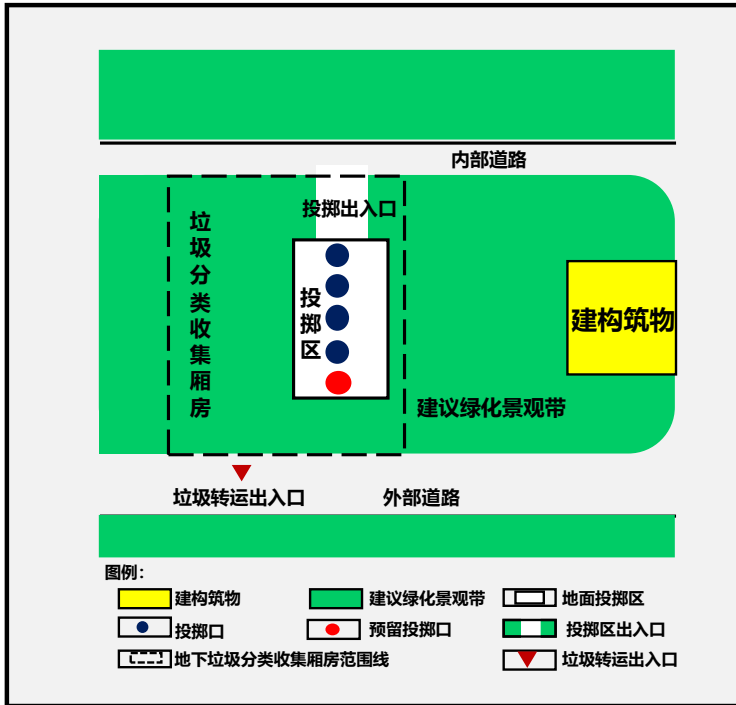 内部道路
投掷出入口
垃圾分类收集厢房
投掷区
建构筑物
建议绿化景观带
垃圾转运出入口
外部道路
图例：
建构筑物
建议绿化景观带
地面投掷区
投掷口
预留投掷口
投掷区出入口
地下垃圾分类收集厢房范围线
垃圾转运出入口